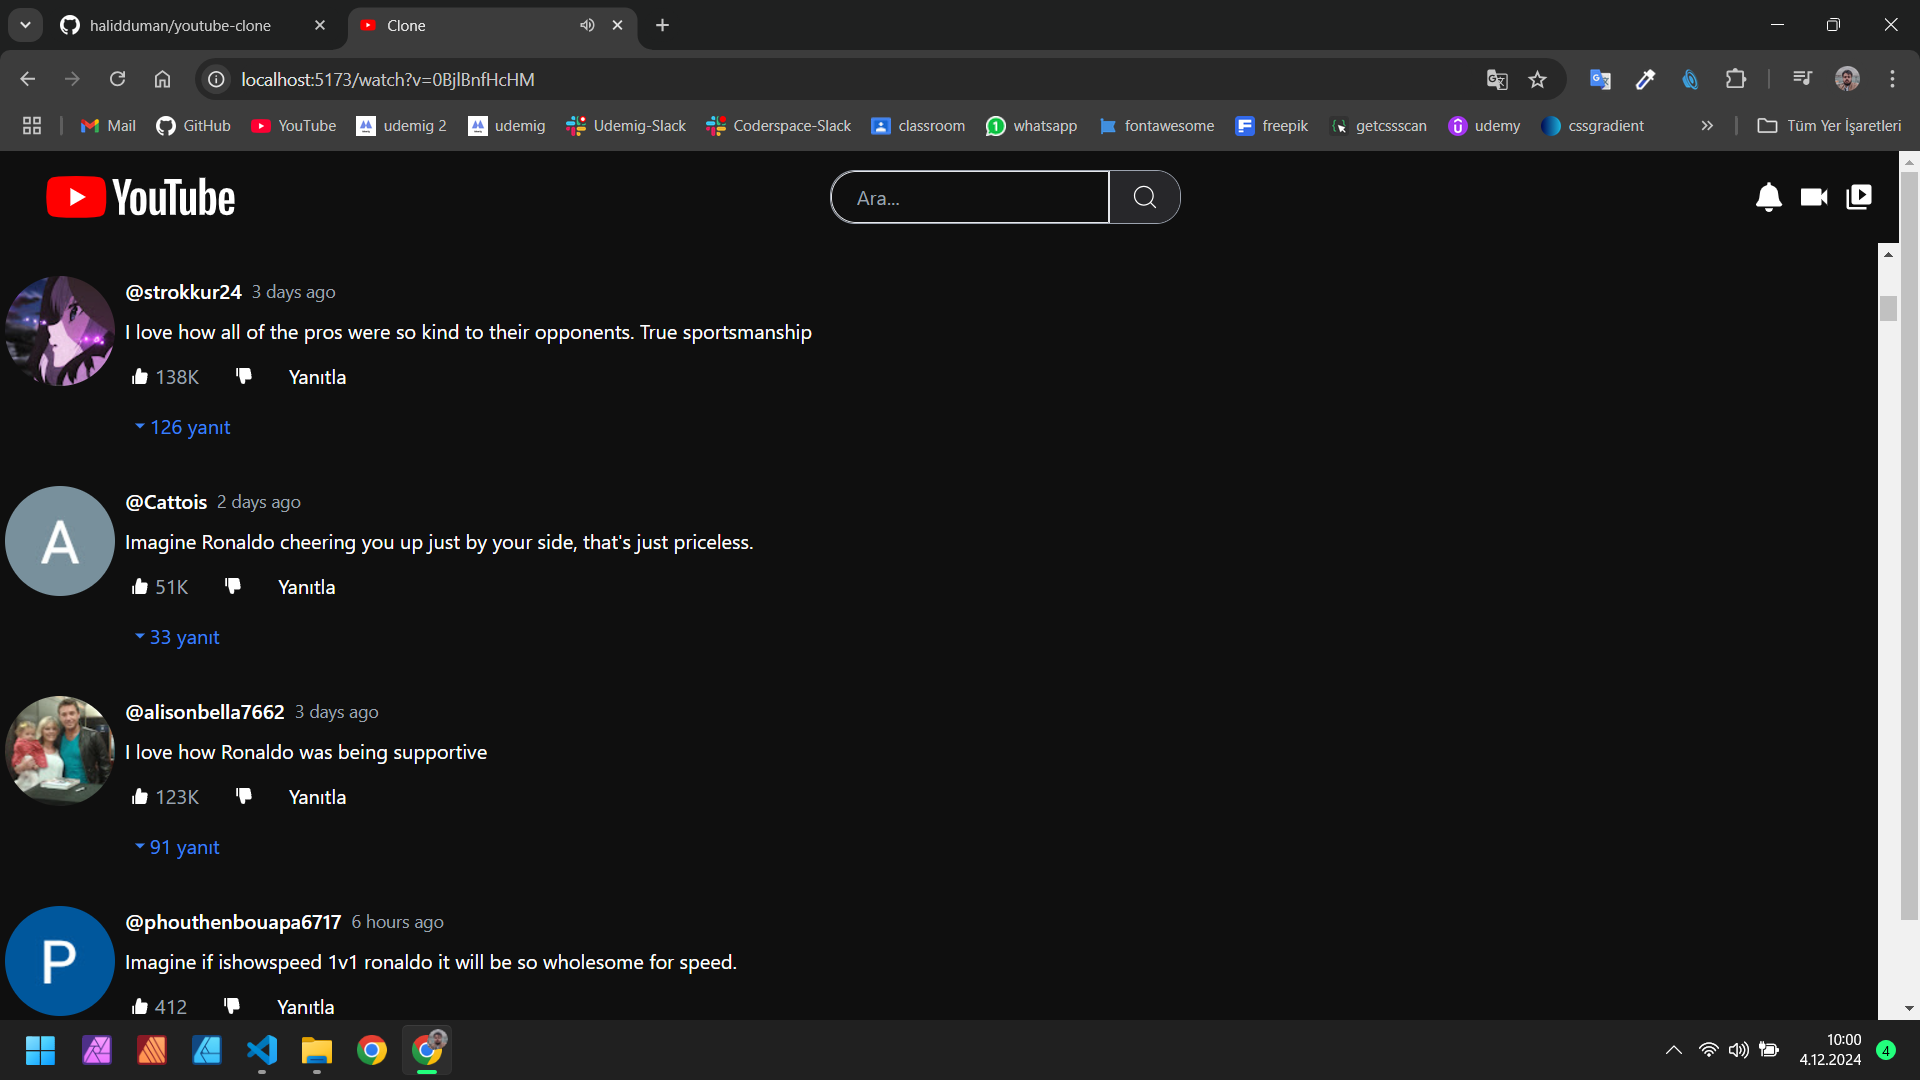 halidduman/youtube-clone
Clone
localhost:5173/watch?v=0BjlBnfHcHM
Mail
GitHub
YouTube
udemig 2
udemig
Udemig-Slack
Coderspace-Slack
classroom
whatsapp
fontawesome
freepik
getcssscan
udemy
cssgradient
Tüm Yer İşaretleri
YouTube
Ara...
@strokkur24 3 days ago
I love how all of the pros were so kind to their opponents. True sportsmanship
138K Yanıtla
126 yanıt
A
@Cattois 2 days ago
Imagine Ronaldo cheering you up just by your side, that's just priceless.
51K Yanıtla
33 yanıt
@alisonbella7662 3 days ago
I love how Ronaldo was being supportive
123K Yanıtla
91 yanıt
P
@phouthenbouapa6717 6 hours ago
Imagine if ishowspeed 1v1 ronaldo it will be so wholesome for speed.
412 Yanıtla
10:00
4.12.2024
4